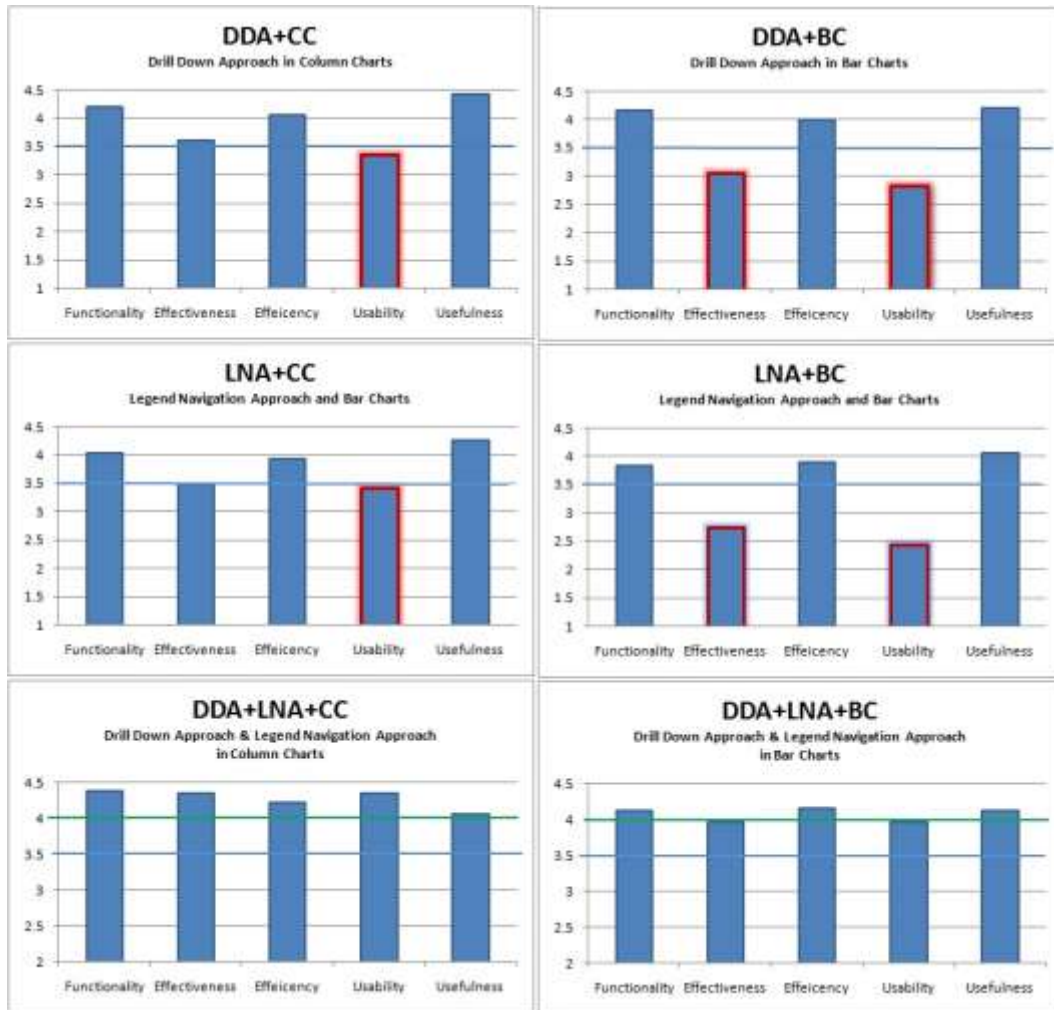 DDA+CC
Drill Down Approach in Column Charts
4.5
4
3.5
3
2.5
2
1.5
1
Functionality Effectiveness Effeicency Usability Usefulness
DDA+BC
Drill Down Approach in Bar Charts
4.5
4
3.5
3
2.5
2
1.5
1
Functionality Effectiveness Effeicency Usability Usefulness
LNA+CC
Legend Navigation Approach and Bar Charts
4.5
4
3.5
3
2.5
2
1.5
1
Functionality Effectiveness Effeicency Usability Usefulness
LNA+BC
Legend Navigation Approach and Bar Charts
4.5
4
3.5
3
2.5
2
1.5
1
Functionality Effectiveness Effeicency Usability Usefulness
DDA+LNA+CC
Drill Down Approach & Legend Navigation Approach
in Column Charts
4.5
4
3.5
3
2.5
2
Functionality Effectiveness Effeicency Usability Usefulness
DDA+LNA+BC
Drill Down Approach & Legend Navigation Approach
in Bar Charts
4.5
4
3.5
3
2.5
2
Functionality Effectiveness Effeicency Usability Usefulness